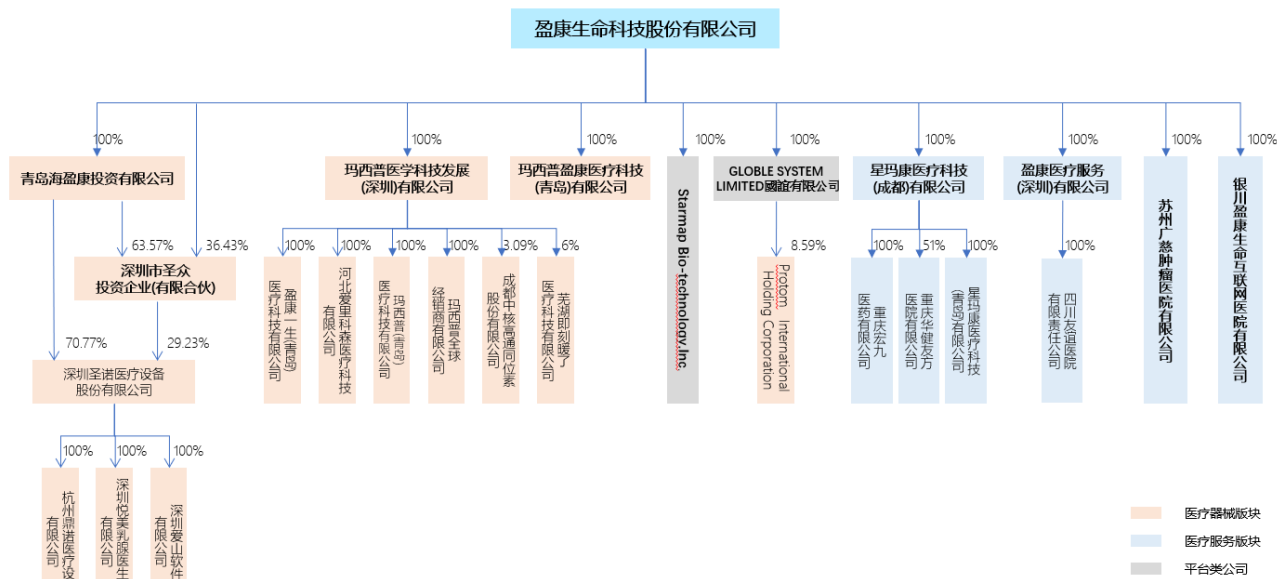 盈康生命科技股份有限公司
100%
100%
100%
100%
100%
100%
100%
100%
100%
青岛海盈康投资有限公司
玛西普医学科技发展
(深圳)有限公司
玛西普盈康医疗科技
(青岛)有限公司
Starmap Bio-technology,Inc.
GLOBLE SYSTEM
LIMITED國誼有限公司
星玛康医疗科技
(成都)有限公司
盈康医疗服务
(深圳)有限公司
苏州广慈肿瘤医院有限公司
银川盈康生命互联网医院有限公司
63.57%
36.43%
深圳市圣众
投资企业(有限合伙)
70.77%
29.23%
深圳圣诺医疗设备
股份有限公司
100%
100%
100%
杭州鼎诺医疗设
有限公司
深圳悦美乳腺医生
有限公司
深圳爱山软件
有限公司
100%
盈康一生(青岛)
医疗科技有限公司
100%
河北爱里科森医疗科技
有限公司
100%
玛西普(青岛)
医疗科技有限公司
100%
玛西普全球
经销商有限公司
3.09%
成都中核高通同位素
股份有限公司
6%
芜湖即刻暖了
医疗科技有限公司
8.59%
Protom International
Holding Corporation
100%
重庆宏九
医药有限公司
51%
重庆华健友方
医院有限公司
100%
星玛康医疗科技
(青岛)有限公司
100%
四川友谊医院
有限责任公司
医疗器械版块
医疗服务版块
平台类公司